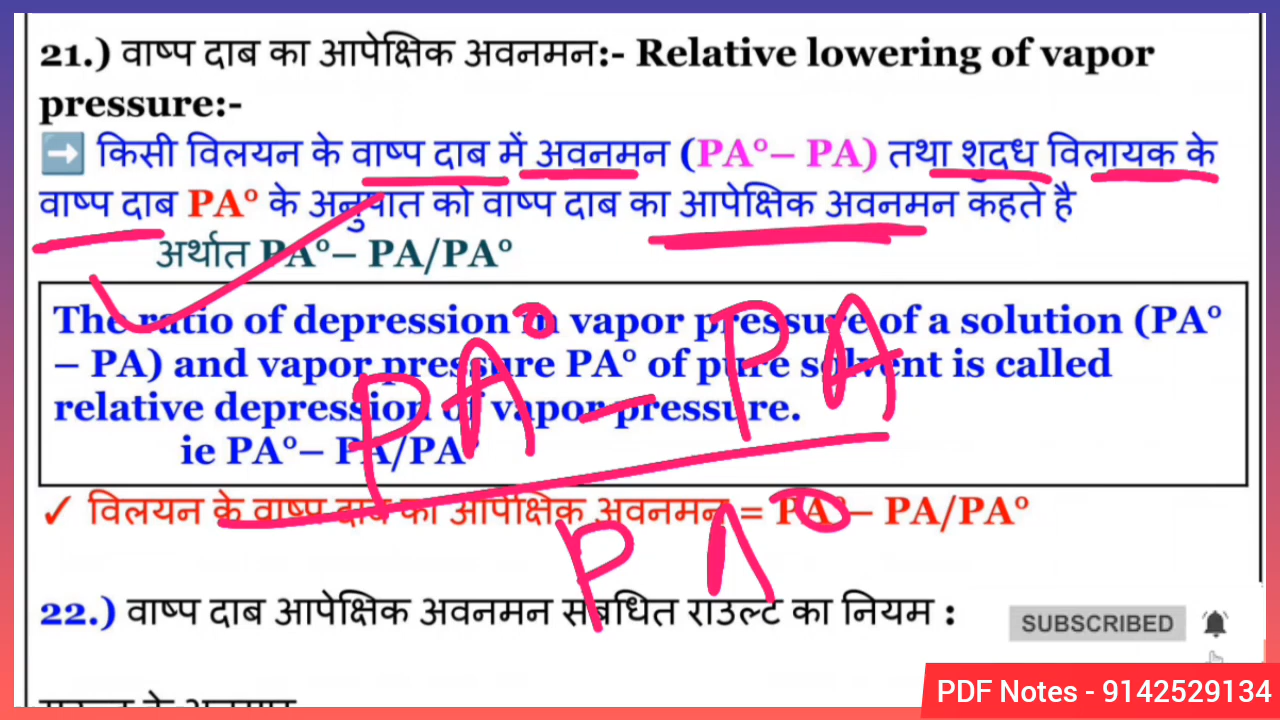 21.) वाष्प दाब का आपेक्षिक अवनमन:- Relative lowering of vapor
pressure:-
➡ किसी विलयन के वाष्प दाब में अवनमन (PA°– PA) तथा शुद्ध विलायक के
वाष्प दाब PA° के अनुपात को वाष्प दाब का आपेक्षिक अवनमन कहते है
अर्थात PA°– PA/PA°
The ratio of depression in vapor pressure of a solution (PA°
– PA) and vapor pressure PA° of pure solvent is called
relative depression of vapor pressure.
ie PA°– PA/PA°
PA° – PA
PA°
✓ विलयन के वाष्प दाब का आपेक्षिक अवनमन = PA°– PA/PA°
22.) वाष्प दाब आपेक्षिक अवनमन संबधित राउल्ट का नियम :
SUBSCRIBED
PDF Notes - 9142529134